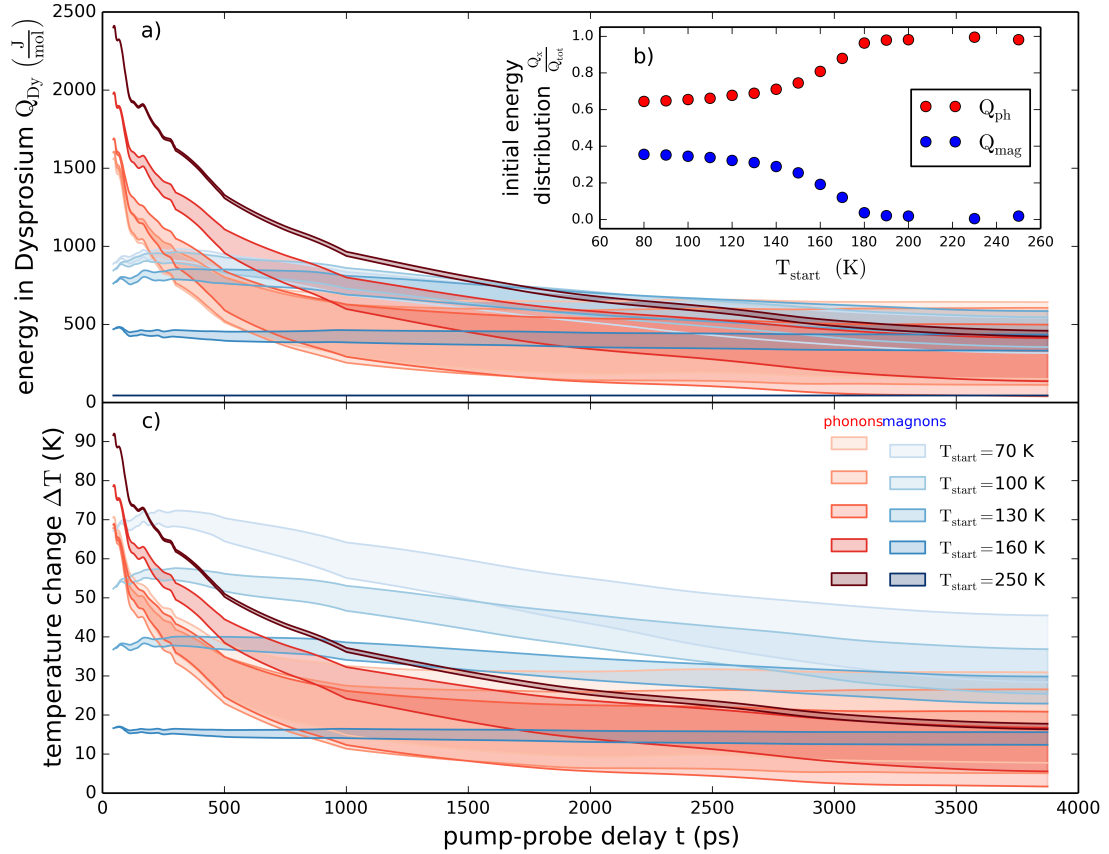 energy in Dysprosium Q_Dy (J/mol)
2500
2000
1500
1000
500
0
a)
initial energy
distribution Q_x/Q_tot
1.0
0.8
0.6
0.4
0.2
0.0
b)
Q_ph
Q_mag
60 80 100 120 140 160 180 200 220 240 260
T_start (K)
temperature change ΔT (K)
90
80
70
60
50
40
30
20
10
0
c)
phonons magnons
T_start=70 K
T_start=100 K
T_start=130 K
T_start=160 K
T_start=250 K
0 500 1000 1500 2000 2500 3000 3500 4000
pump-probe delay t (ps)